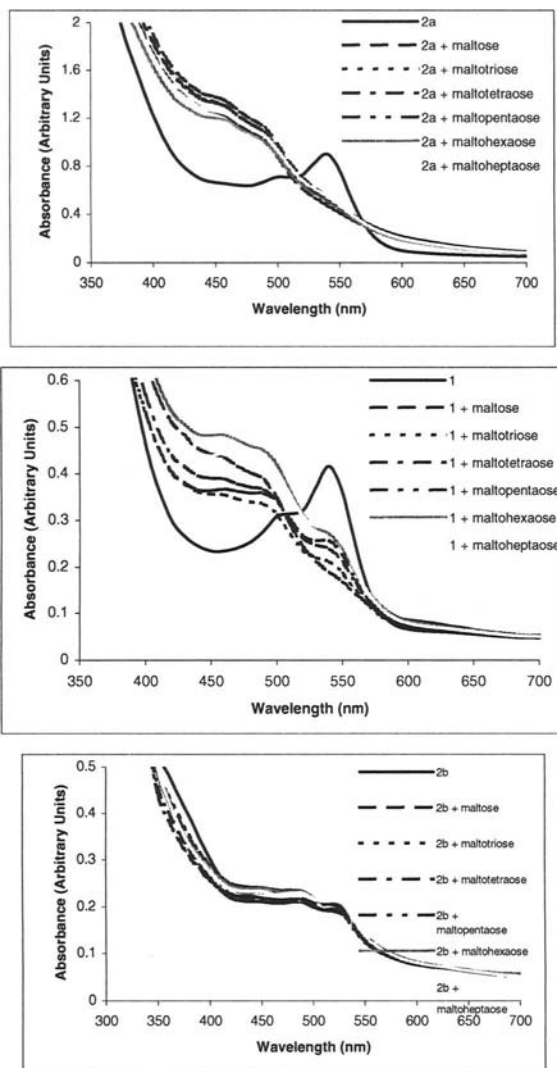 Absorbance (Arbitrary Units)
2
1.6
1.2
0.8
0.4
0
350 400 450 500 550 600 650 700
Wavelength (nm)
2a
2a + maltose
2a + maltotriose
2a + maltotetraose
2a + maltopentaose
2a + maltohexaose
2a + maltoheptaose
Absorbance (Arbitrary Units)
0.6
0.5
0.4
0.3
0.2
0.1
0
350 400 450 500 550 600 650 700
Wavelength (nm)
1
1 + maltose
1 + maltotriose
1 + maltotetraose
1 + maltopentaose
1 + maltohexaose
1 + maltoheptaose
Absorbance (Arbitrary Units)
0.5
0.4
0.3
0.2
0.1
0
300 350 400 450 500 550 600 650 700
Wavelength (nm)
2b
2b + maltose
2b + maltotriose
2b + maltotetraose
2b +
maltopentaose
2b + maltohexaose
2b +
maltoheptaose